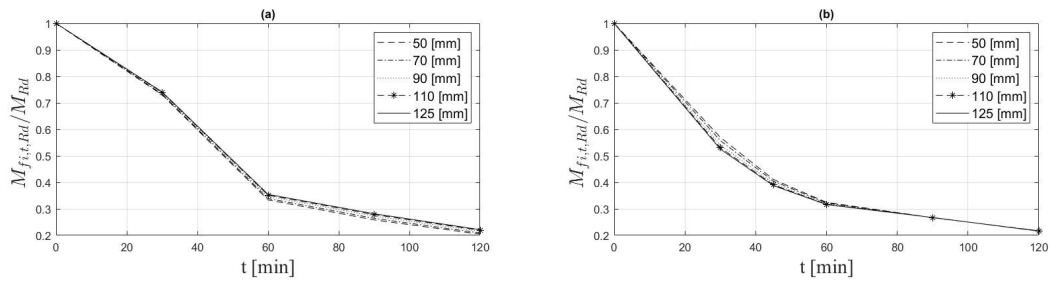 (a)
M_{fi,t,Rd}/M_{Rd}
1
0.9
0.8
0.7
0.6
0.5
0.4
0.3
0.2
50 [mm]
70 [mm]
90 [mm]
110 [mm]
125 [mm]
0 20 40 60 80 100 120
t [min]
(b)
M_{fi,t,Rd}/M_{Rd}
1
0.9
0.8
0.7
0.6
0.5
0.4
0.3
0.2
50 [mm]
70 [mm]
90 [mm]
110 [mm]
125 [mm]
0 20 40 60 80 100 120
t [min]